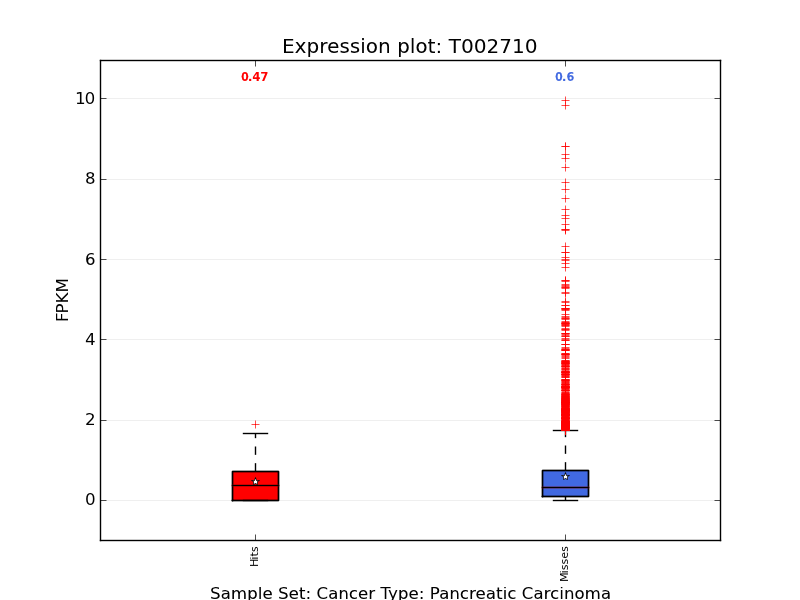 Expression plot: T002710
0.47
0.6
10
8
6
4
2
0
FPKM
Hits
Misses
Sample Set: Cancer Type: Pancreatic Carcinoma